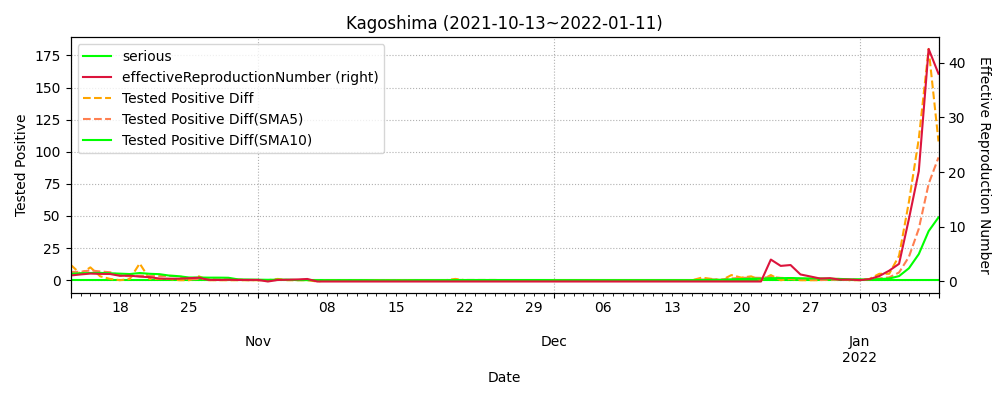 Kagoshima (2021-10-13~2022-01-11)
serious
effectiveReproductionNumber (right)
Tested Positive Diff
Tested Positive Diff(SMA5)
Tested Positive Diff(SMA10)
Tested Positive
175
150
125
100
75
50
25
0
40
30
20
10
0
Effective Reproduction Number
18 25 08 15 22 29 06 13 20 27 03
Nov Dec Jan
2022
Date